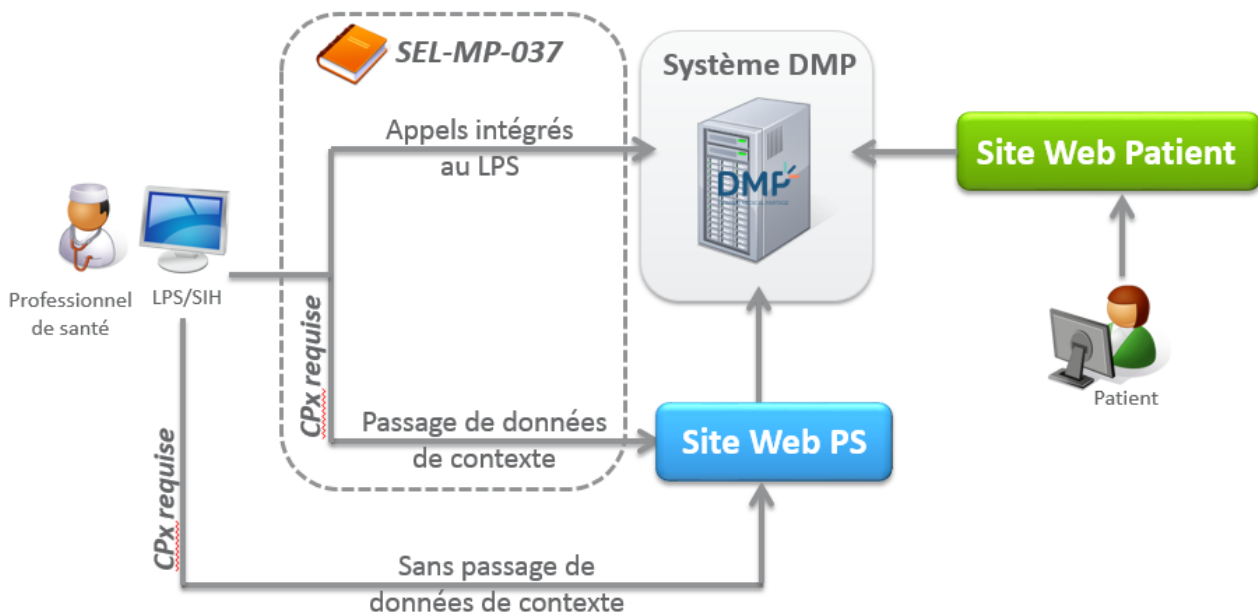 SEL-MP-037
Système DMP
Appels intégrés
au LPS
DMP
Site Web Patient
Professionnel
de santé
LPS/SIH
CPx requise
Passage de données
de contexte
Site Web PS
Patient
CPx requise
Sans passage de
données de contexte